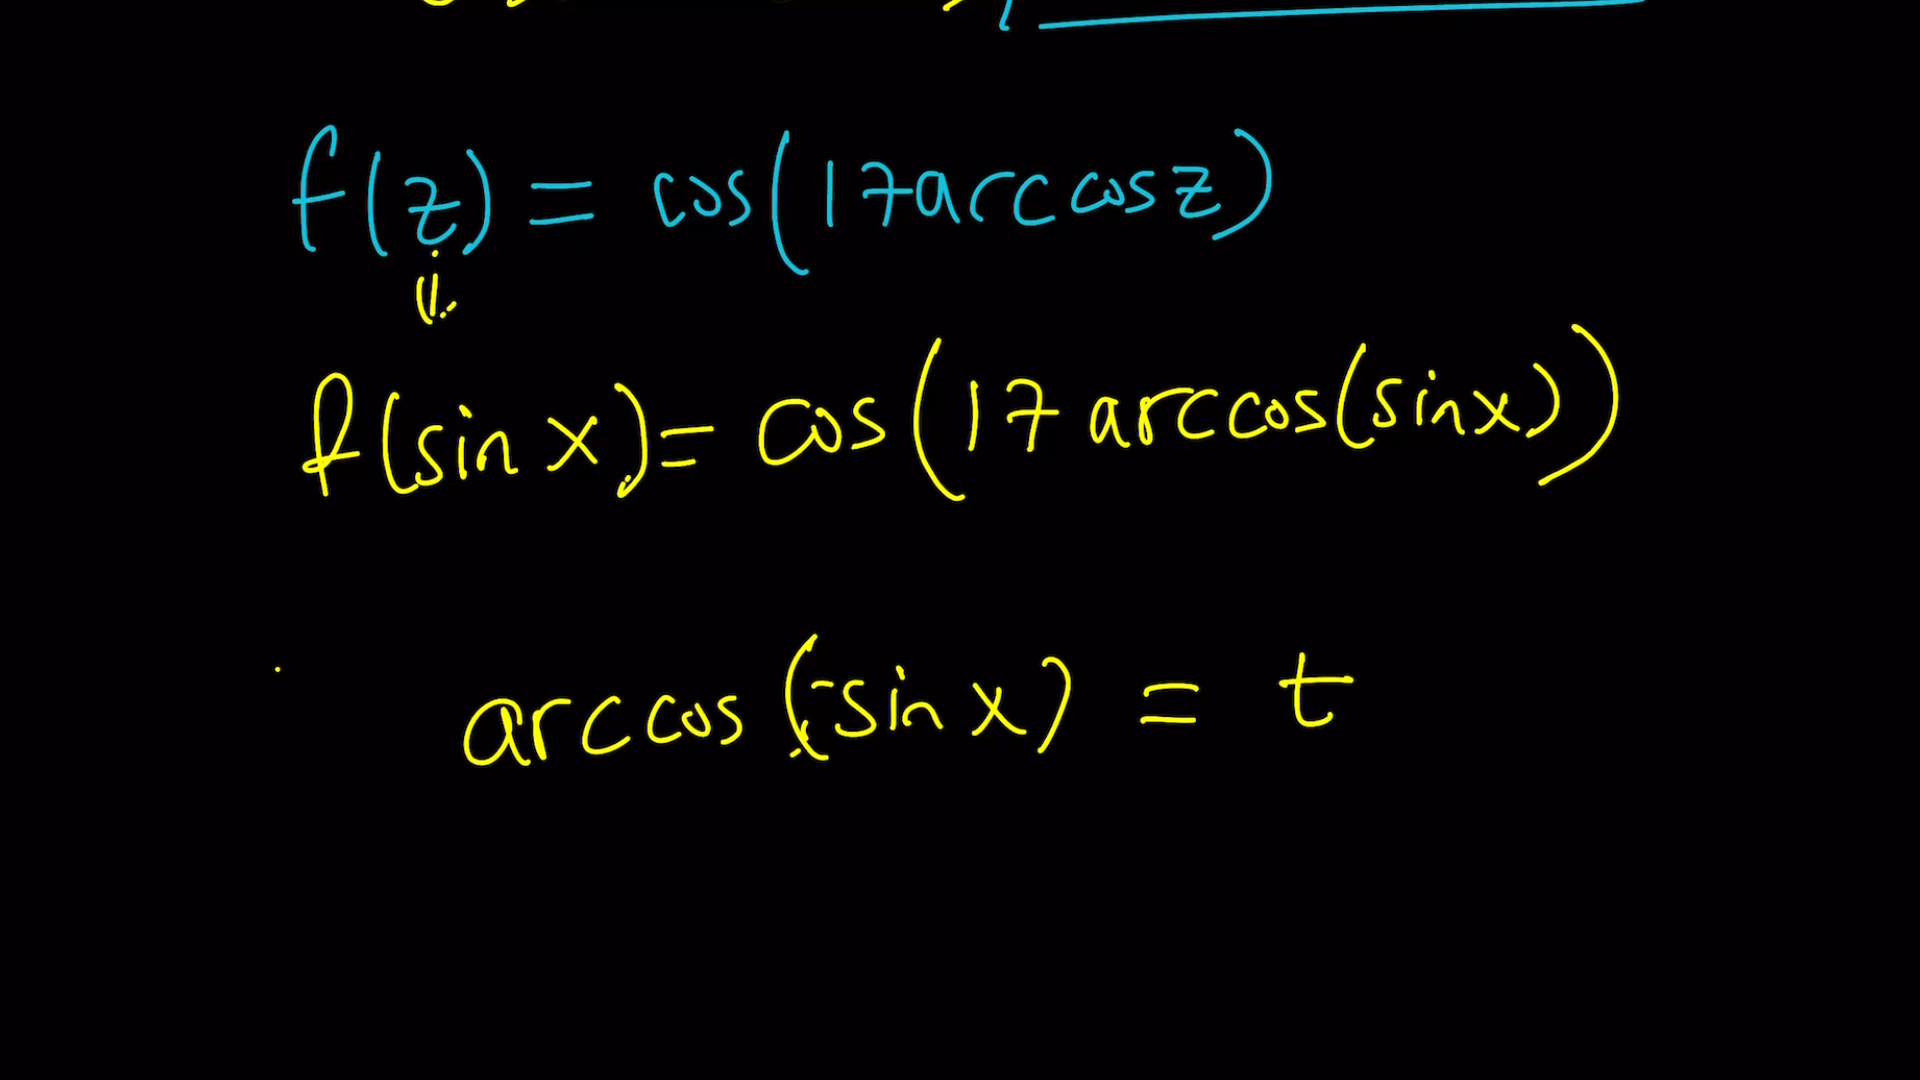 f(z) = cos(17arccosz)
f(sin x) = cos(17 arccos(sinx))
arccos(sin x) = t